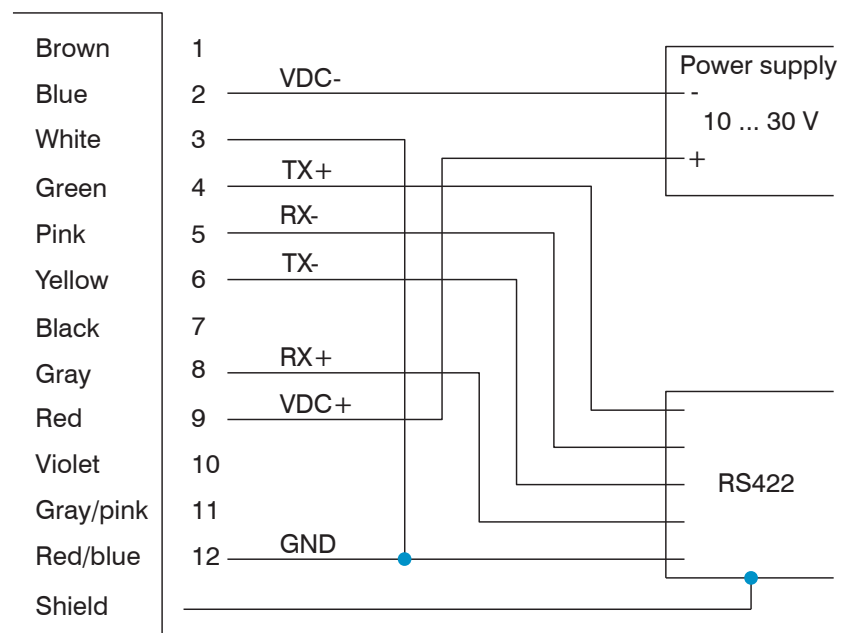 Brown 1
Power supply
VDC-
Blue 2 -
10 ... 30 V
White 3
+
TX+
Green 4
RX-
Pink 5
TX-
Yellow 6
Black 7
RX+
Gray 8
VDC+
Red 9
Violet 10
RS422
Gray/pink 11
GND
Red/blue 12
Shield